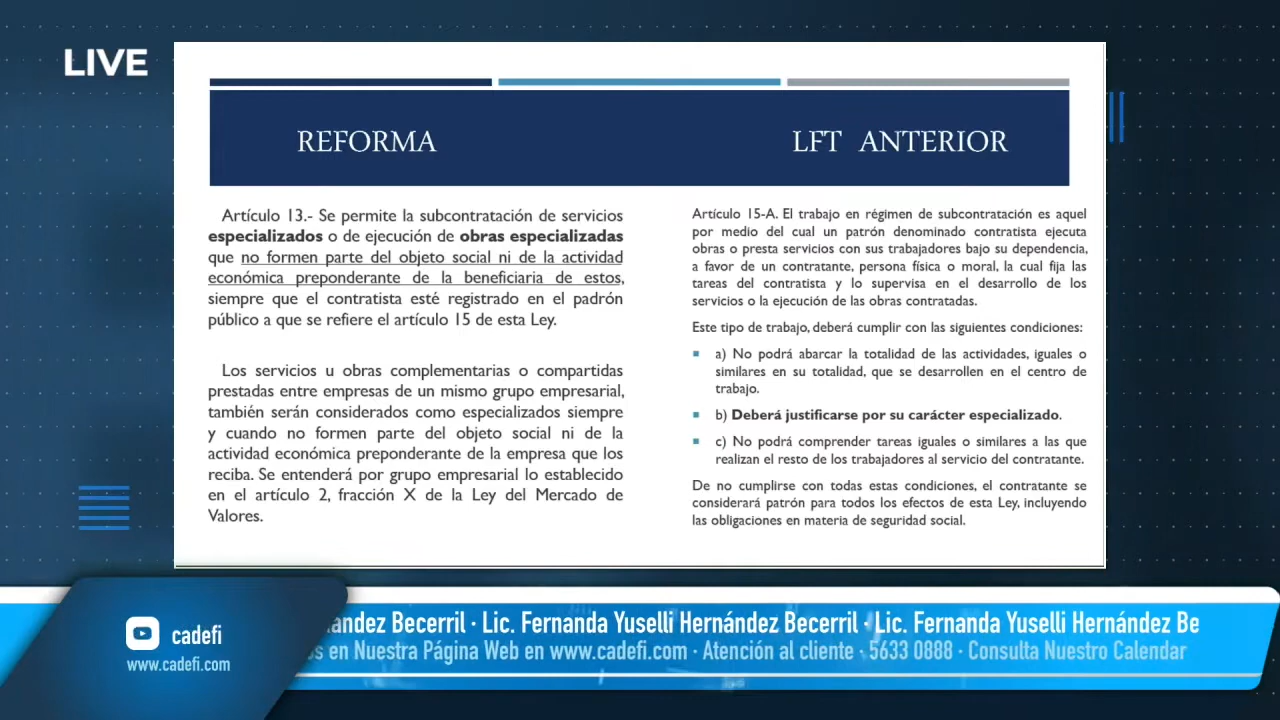 LIVE
REFORMA
LFT ANTERIOR
Artículo 13.- Se permite la subcontratación de servicios
especializados o de ejecución de obras especializadas
que no formen parte del objeto social ni de la actividad
económica preponderante de la beneficiaria de estos,
siempre que el contratista esté registrado en el padrón
público a que se refiere el artículo 15 de esta Ley.
Los servicios u obras complementarias o compartidas
prestadas entre empresas de un mismo grupo empresarial,
también serán considerados como especializados siempre
y cuando no formen parte del objeto social ni de la
actividad económica preponderante de la empresa que los
reciba. Se entenderá por grupo empresarial lo establecido
en el artículo 2, fracción X de la Ley del Mercado de
Valores.
Artículo 15-A. El trabajo en régimen de subcontratación es aquel
por medio del cual un patrón denominado contratista ejecuta
obras o presta servicios con sus trabajadores bajo su dependencia,
a favor de un contratante, persona física o moral, la cual fija las
tareas del contratista y lo supervisa en el desarrollo de los
servicios o la ejecución de las obras contratadas.
Este tipo de trabajo, deberá cumplir con las siguientes condiciones:
a) No podrá abarcar la totalidad de las actividades, iguales o
similares en su totalidad, que se desarrollen en el centro de
trabajo.
b) Deberá justificarse por su carácter especializado.
c) No podrá comprender tareas iguales o similares a las que
realizan el resto de los trabajadores al servicio del contratante.
De no cumplirse con todas estas condiciones, el contratante se
considerará patrón para todos los efectos de esta Ley, incluyendo
las obligaciones en materia de seguridad social.
cadefi
www.cadefi.com
nández Becerril · Lic. Fernanda Yuselli Hernández Becerril · Lic. Fernanda Yuselli Hernández Be
s en Nuestra Página Web en www.cadefi.com · Atención al cliente · 5633 0888 · Consulta Nuestro Calendar